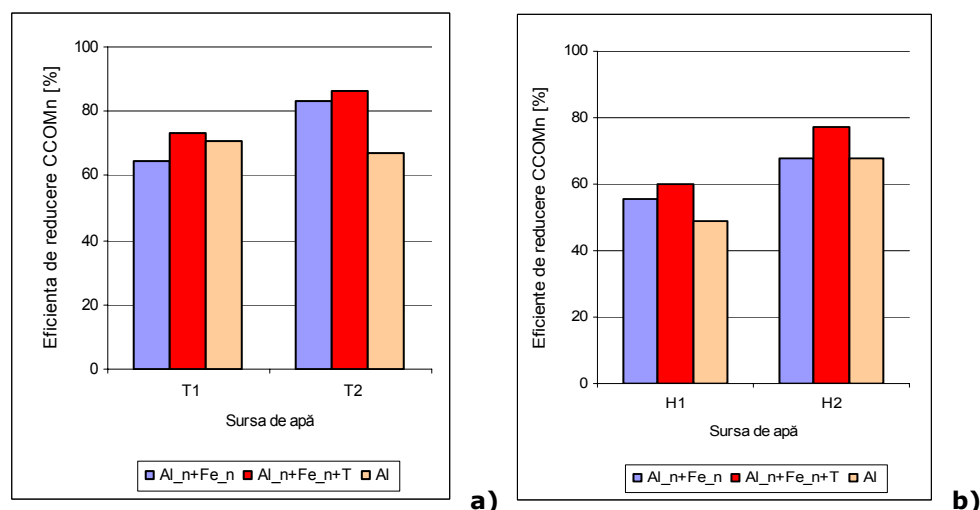 Eficienta de reducere CCOMn [%]
100
80
60
40
20
0
T1 T2
Sursa de apă
Al_n+Fe_n Al_n+Fe_n+T Al
a)
Eficiente de reducere CCOMn [%]
100
80
60
40
20
0
H1 H2
Sursa de apă
Al_n+Fe_n Al_n+Fe_n+T Al
b)